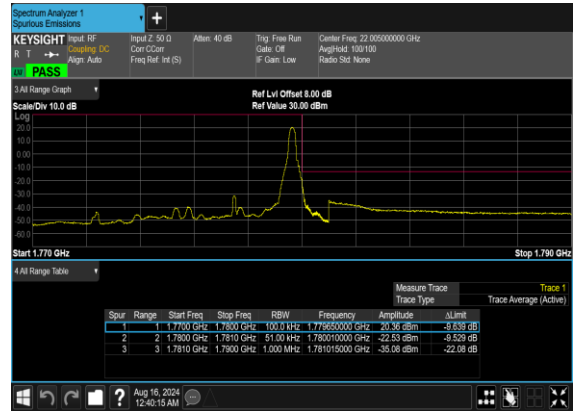 Spectrum Analyzer 1
Spurious Emissions
+
KEYSIGHT Input: RF Input Z: 50 Ω Atten: 40 dB Trig: Free Run Center Freq: 22.005000000 GHz
R T Coupling: DC Corr CCorr Gate: Off Avg|Hold: 100/100
Align: Auto Freq Ref: Int (S) IF Gain: Low Radio Std: None
LW PASS
3 All Range Graph
Ref Lvl Offset 8.00 dB
Scale/Div 10.0 dB Ref Value 30.00 dBm
Log
20.0
10.0
0.00
-10.0
-20.0
-30.0
-40.0
-50.0
-60.0
Start 1.770 GHz Stop 1.790 GHz
4 All Range Table
Measure Trace Trace 1
Trace Type Trace Average (Active)
Spur Range Start Freq Stop Freq RBW Frequency Amplitude ΔLimit
1 1 1.7700 GHz 1.7800 GHz 100.0 kHz 1.779650000 GHz 20.36 dBm -9.639 dB
2 2 1.7800 GHz 1.7810 GHz 51.00 kHz 1.780010000 GHz -22.53 dBm -9.529 dB
3 3 1.7810 GHz 1.7900 GHz 1.000 MHz 1.781015000 GHz -35.08 dBm -22.08 dB
? Aug 16, 2024
12:40:15 AM